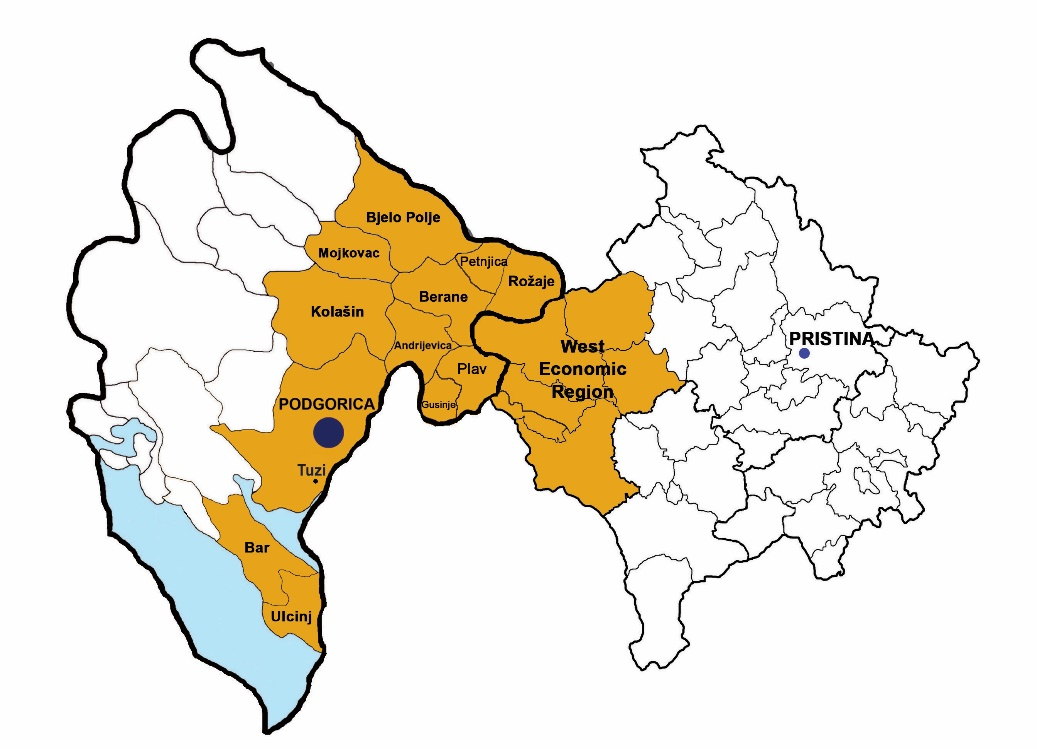 Bjelo Polje
Mojkovac
Petnjica
Rožaje
Berane
Kolašin
Andrijevica
Plav
Gusinje
PODGORICA
Tuzi
Bar
Ulcinj
West
Economic
Region
PRISTINA